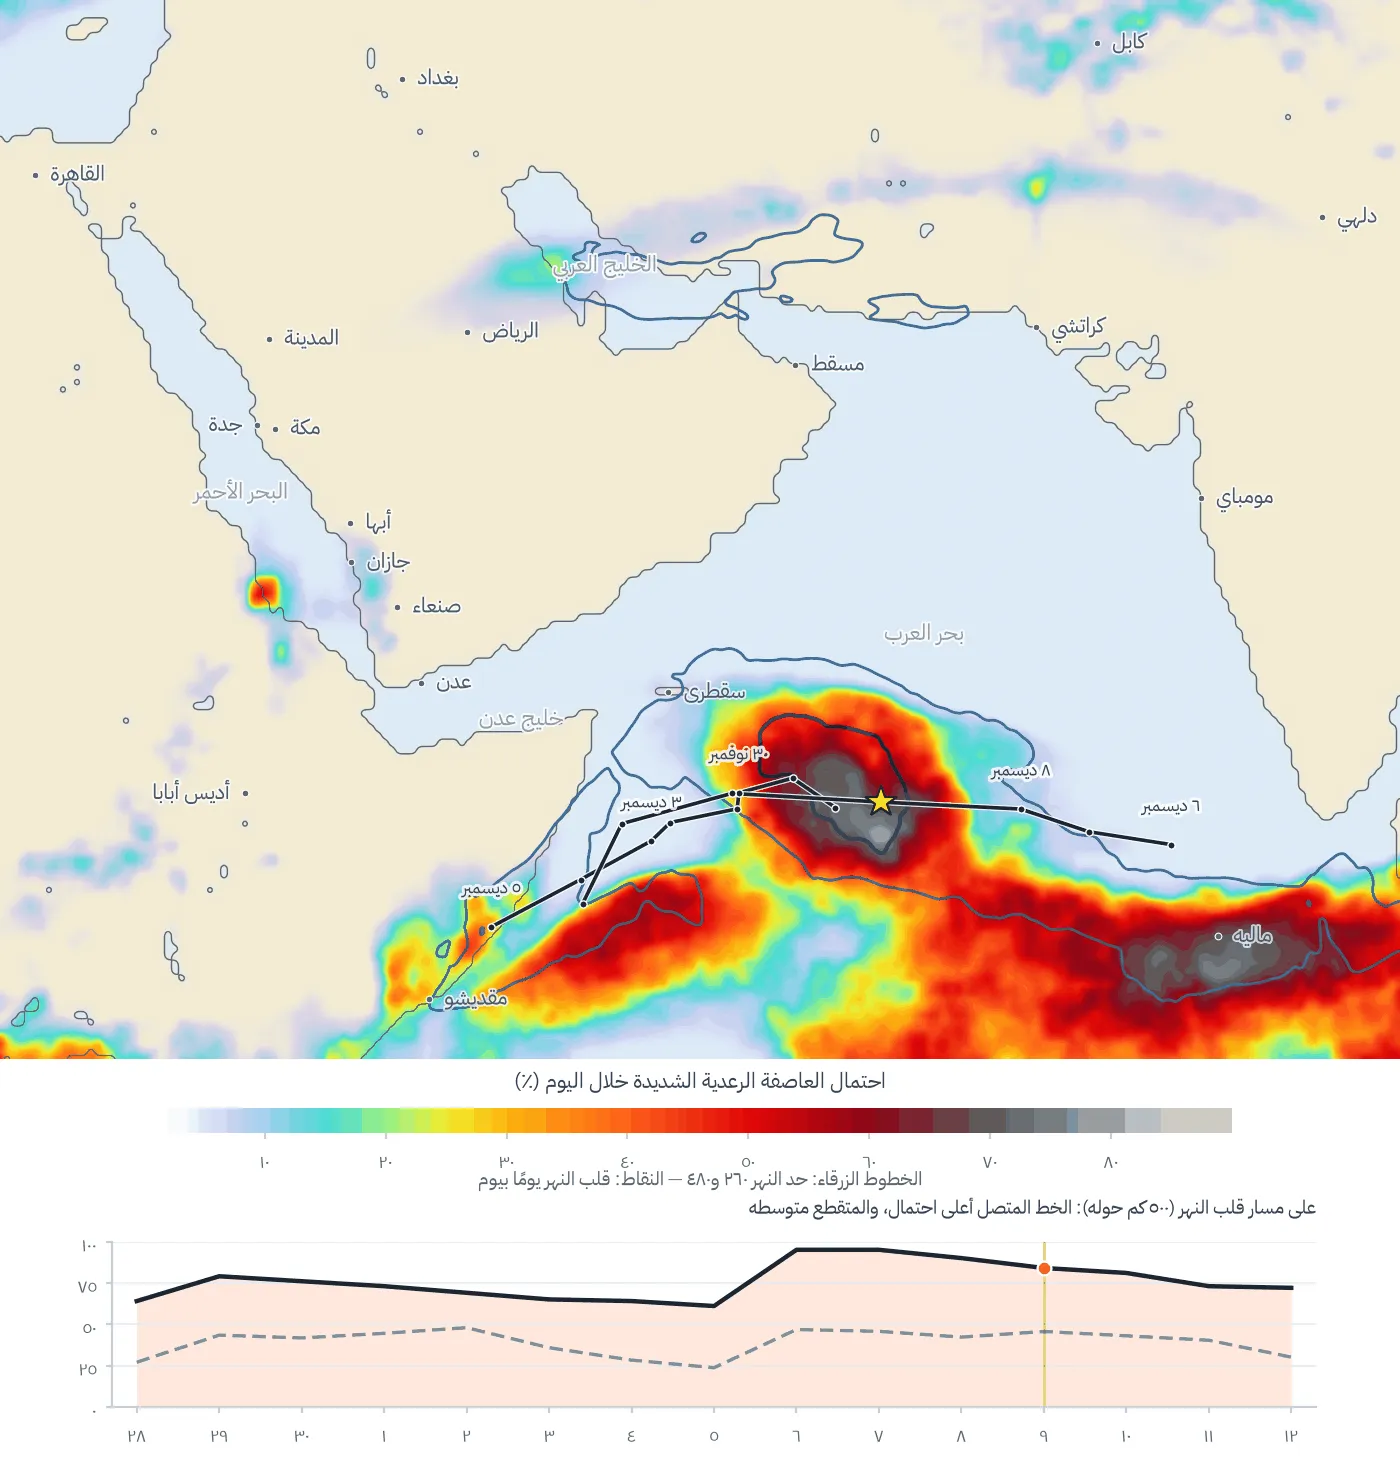 كابل
بغداد
القاهرة
دلهي
الخليج العربي
كراتشي
الرياض
المدينة
مسقط
جدة
مكة
البحر الأحمر
مومباي
أبها
جازان
صنعاء
بحر العرب
عدن
سقطرى
خليج عدن
٣٠ نوفمبر
٨ ديسمبر
أديس أبابا
٣ ديسمبر
٦ ديسمبر
٥ ديسمبر
ماليه
مقديشو
احتمال العاصفة الرعدية الشديدة خلال اليوم (٪)
١٠ ٢٠ ٣٠ ٤٠ ٥٠ ٦٠ ٧٠ ٨٠
الخطوط الزرقاء: حد النهر ٢٦٠ و٤٨٠ — النقاط: قلب النهر يومًا بيوم
على مسار قلب النهر (٥٠٠ كم حوله): الخط المتصل أعلى احتمال، والمتقطع متوسطه
١٠٠
٧٥
٥٠
٢٥
٠
٢٨ ٢٩ ٣٠ ١ ٢ ٣ ٤ ٥ ٦ ٧ ٨ ٩ ١٠ ١١ ١٢